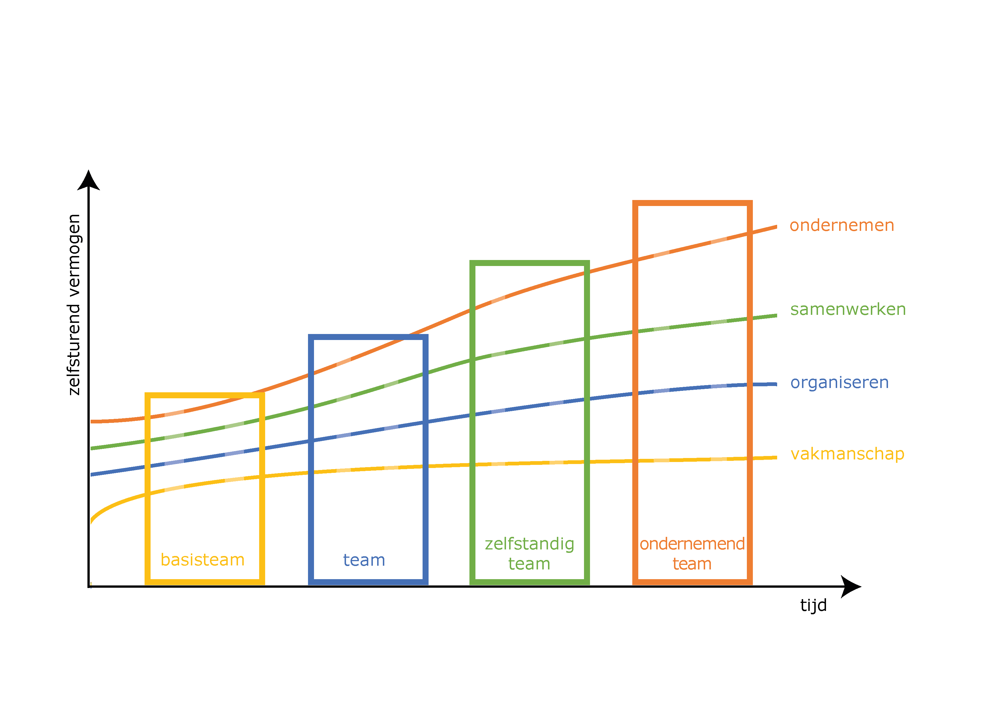 zelfsturend vermogen
ondernemen
samenwerken
organiseren
vakmanschap
basisteam
team
zelfstandig
team
ondernemend
team
tijd